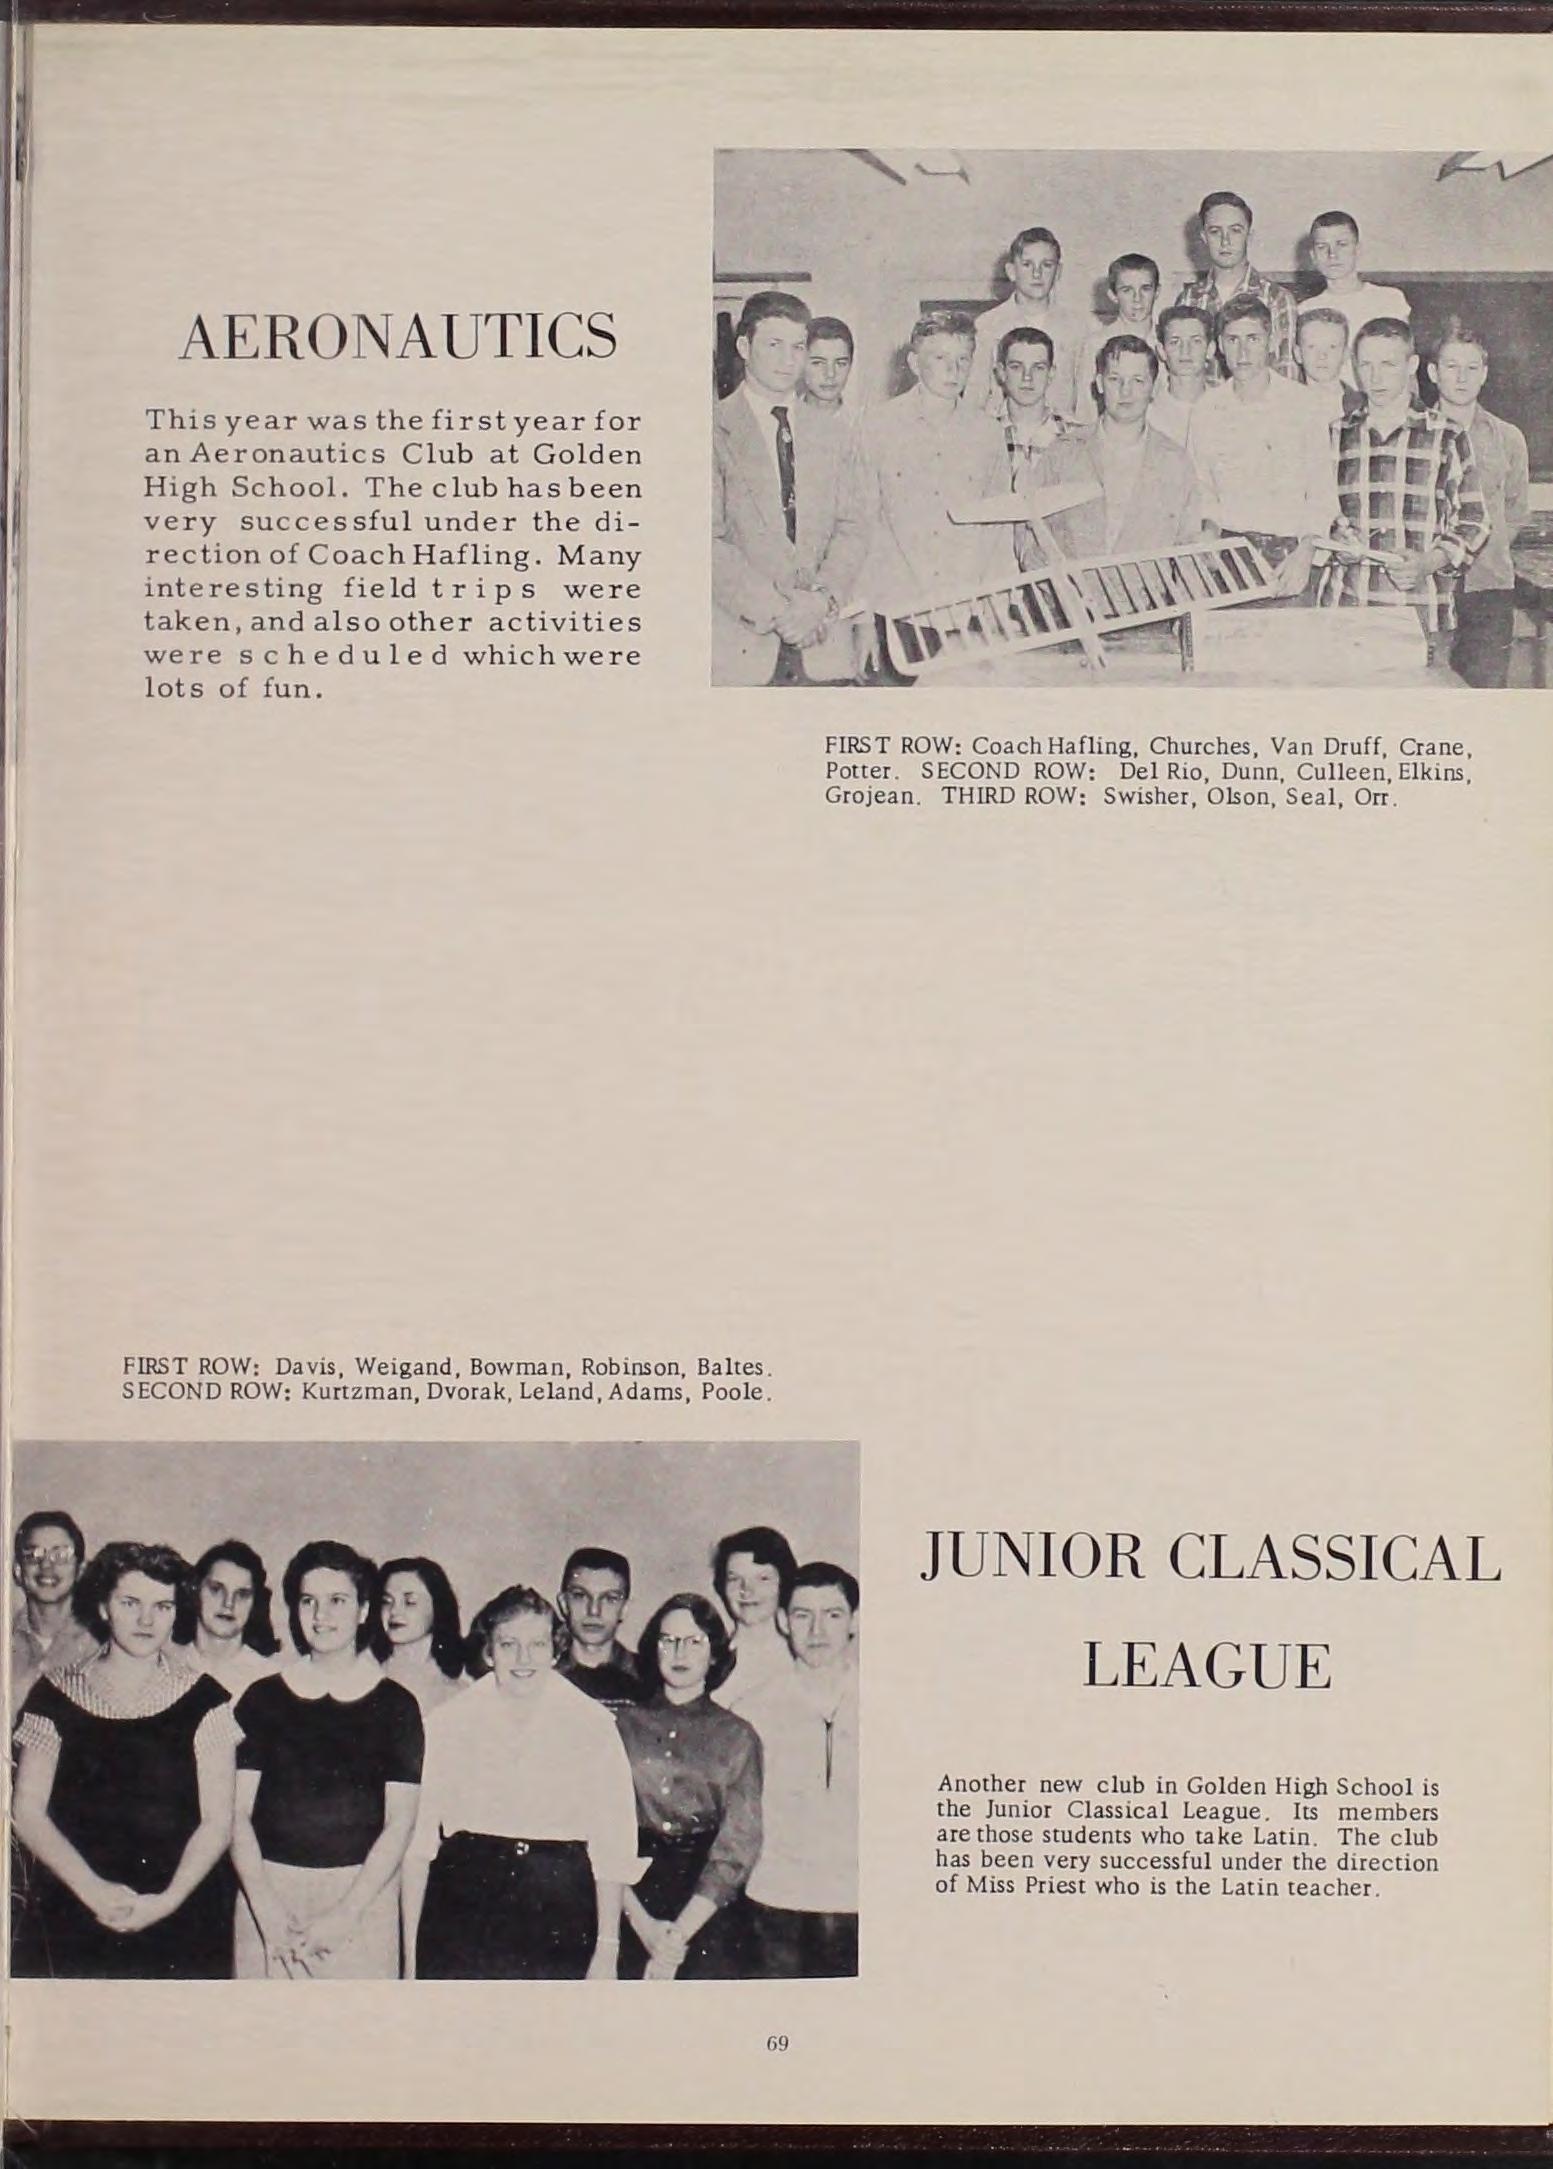 AERONAUTICS
This year was the first year for
an Aeronautics Club at Golden
High School. The club has been
very successful under the di-
rection of Coach Hafling. Many
interesting field trips were
taken, and also other activities
were scheduled which were
lots of fun.
FIRST ROW: Coach Hafling, Churches, Van Druff, Crane,
Potter. SECOND ROW: Del Rio, Dunn, Culleen, Elkins,
Grojean. THIRD ROW: Swisher, Olson, Seal, Orr.
FIRST ROW: Davis, Weigand, Bowman, Robinson, Baltes.
SECOND ROW: Kurtzman, Dvorak, Leland, Adams, Poole.
JUNIOR CLASSICAL
LEAGUE
Another new club in Golden High School is
the Junior Classical League. Its members
are those students who take Latin. The club
has been very successful under the direction
of Miss Priest who is the Latin teacher.
69